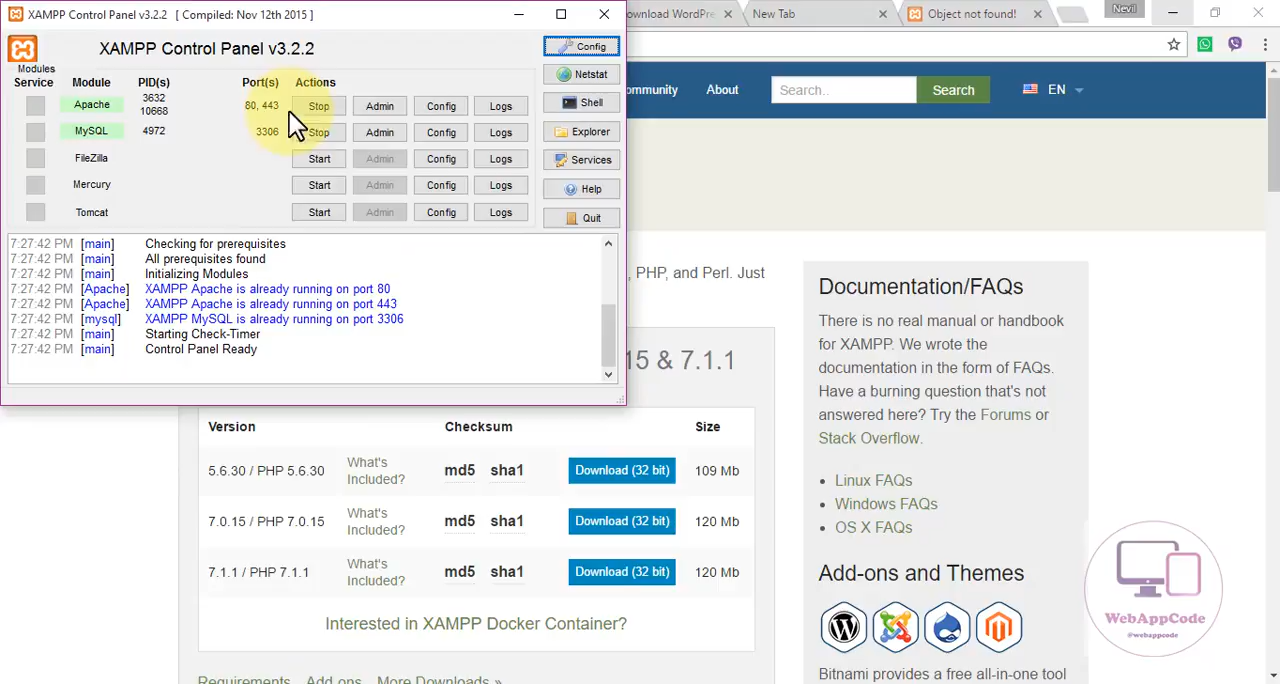 XAMPP Control Panel v3.2.2 [ Compiled: Nov 12th 2015 ]
ownload WordPre
New Tab
Object not found!
Nevil
XAMPP Control Panel v3.2.2
Config
Modules
Service
Module
PID(s)
Port(s)
Actions
Netstat
Apache
3632
10668
80, 443
Stop
Admin
Config
Logs
Shell
MySQL
4972
3306
Stop
Admin
Config
Logs
Explorer
FileZilla
Start
Admin
Config
Logs
Services
Mercury
Start
Admin
Config
Logs
Help
Tomcat
Start
Admin
Config
Logs
Quit
7:27:42 PM [main] Checking for prerequisites
7:27:42 PM [main] All prerequisites found
7:27:42 PM [main] Initializing Modules
7:27:42 PM [Apache] XAMPP Apache is already running on port 80
7:27:42 PM [Apache] XAMPP Apache is already running on port 443
7:27:42 PM [mysql] XAMPP MySQL is already running on port 3306
7:27:42 PM [main] Starting Check-Timer
7:27:42 PM [main] Control Panel Ready
ommunity
About
Search..
Search
EN
, PHP, and Perl. Just
15 & 7.1.1
Version
Checksum
Size
5.6.30 / PHP 5.6.30
What's
Included?
md5 sha1
Download (32 bit)
109 Mb
7.0.15 / PHP 7.0.15
What's
Included?
md5 sha1
Download (32 bit)
120 Mb
7.1.1 / PHP 7.1.1
What's
Included?
md5 sha1
Download (32 bit)
120 Mb
Interested in XAMPP Docker Container?
Requirements Add-ons More Downloads »
Documentation/FAQs
There is no real manual or handbook
for XAMPP. We wrote the
documentation in the form of FAQs.
Have a burning question that's not
answered here? Try the Forums or
Stack Overflow.
Linux FAQs
Windows FAQs
OS X FAQs
Add-ons and Themes
Bitnami provides a free all-in-one tool
WebAppCode
@webappcode